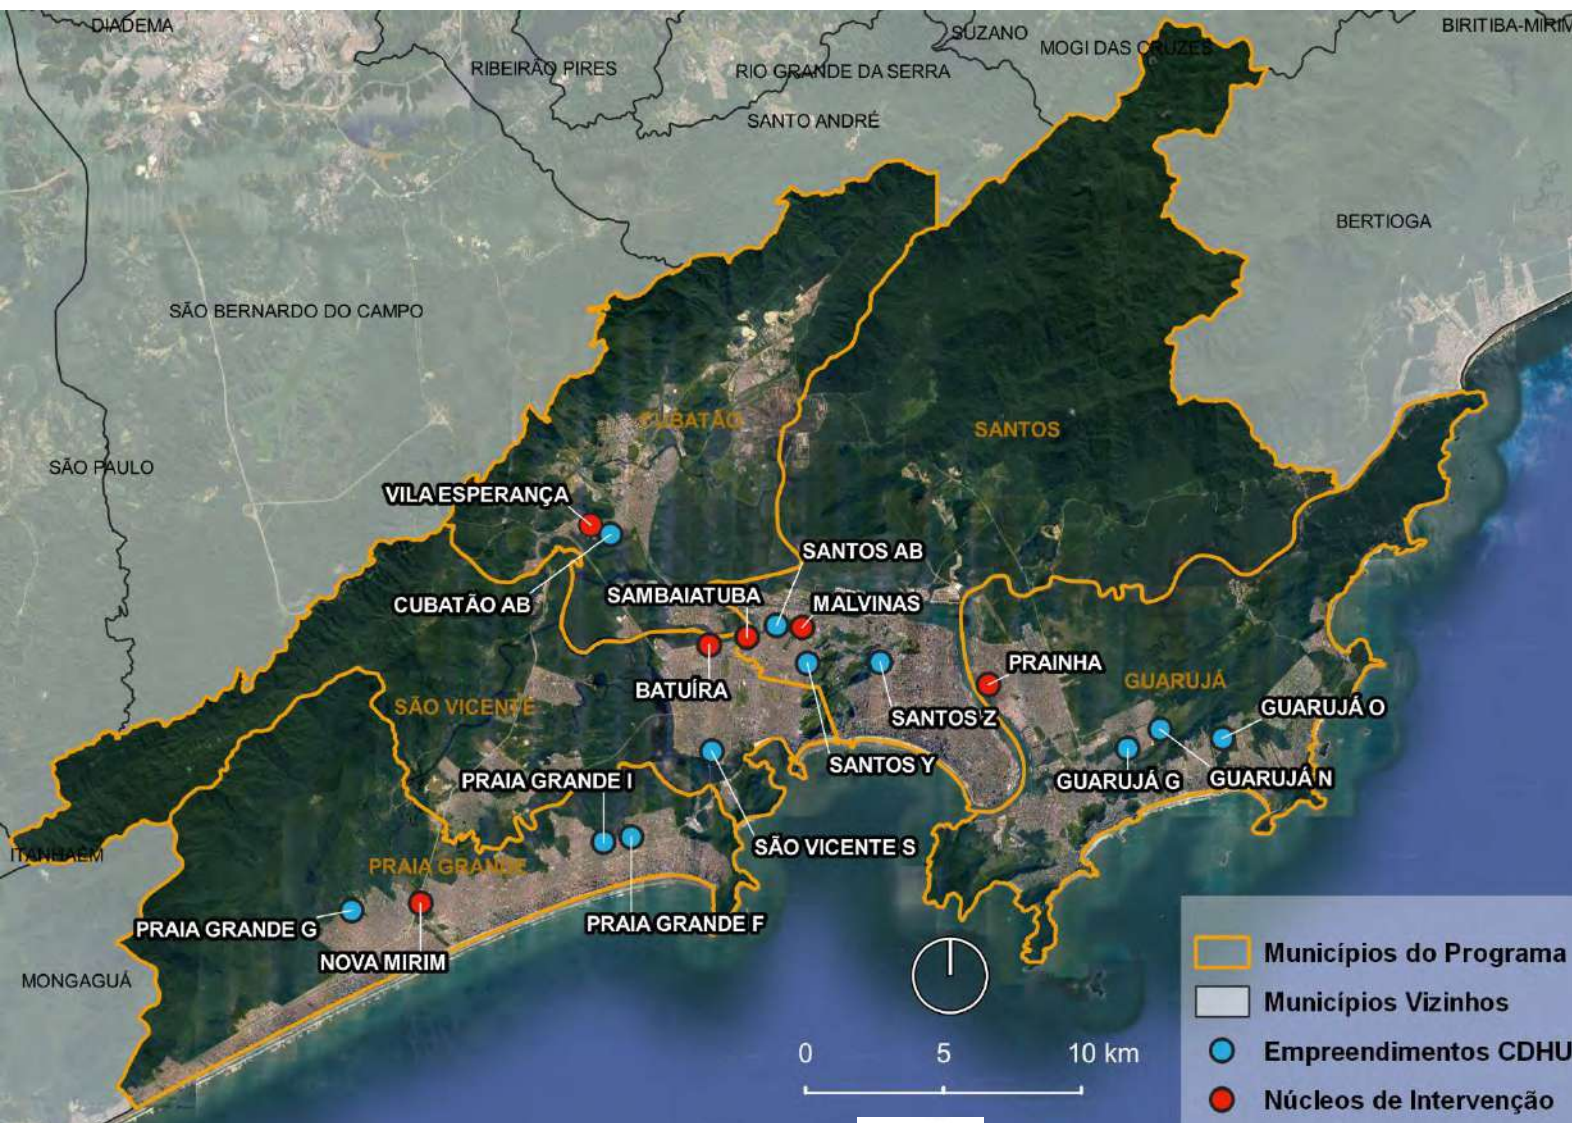 DIADEMA
SUZANO
BIRITIBA-MIRIM
MOGI DAS CRUZES
RIBEIRÃO PIRES
RIO GRANDE DA SERRA
SANTO ANDRÉ
BERTIOGA
SÃO BERNARDO DO CAMPO
CUBATÃO
SANTOS
SÃO PAULO
VILA ESPERANÇA
SANTOS AB
SAMBAIATUBA
CUBATÃO AB
MALVINAS
PRAINHA
GUARUJÁ
BATUÍRA
SÃO VICENTE
GUARUJÁ O
SANTOS Z
SANTOS Y
PRAIA GRANDE I
GUARUJÁ G
GUARUJÁ N
SÃO VICENTE S
ITANHAÉM
PRAIA GRANDE
PRAIA GRANDE F
PRAIA GRANDE G
NOVA MIRIM
MONGAGUÁ
0 5 10 km
Municípios do Programa
Municípios Vizinhos
Empreendimentos CDHU
Núcleos de Intervenção